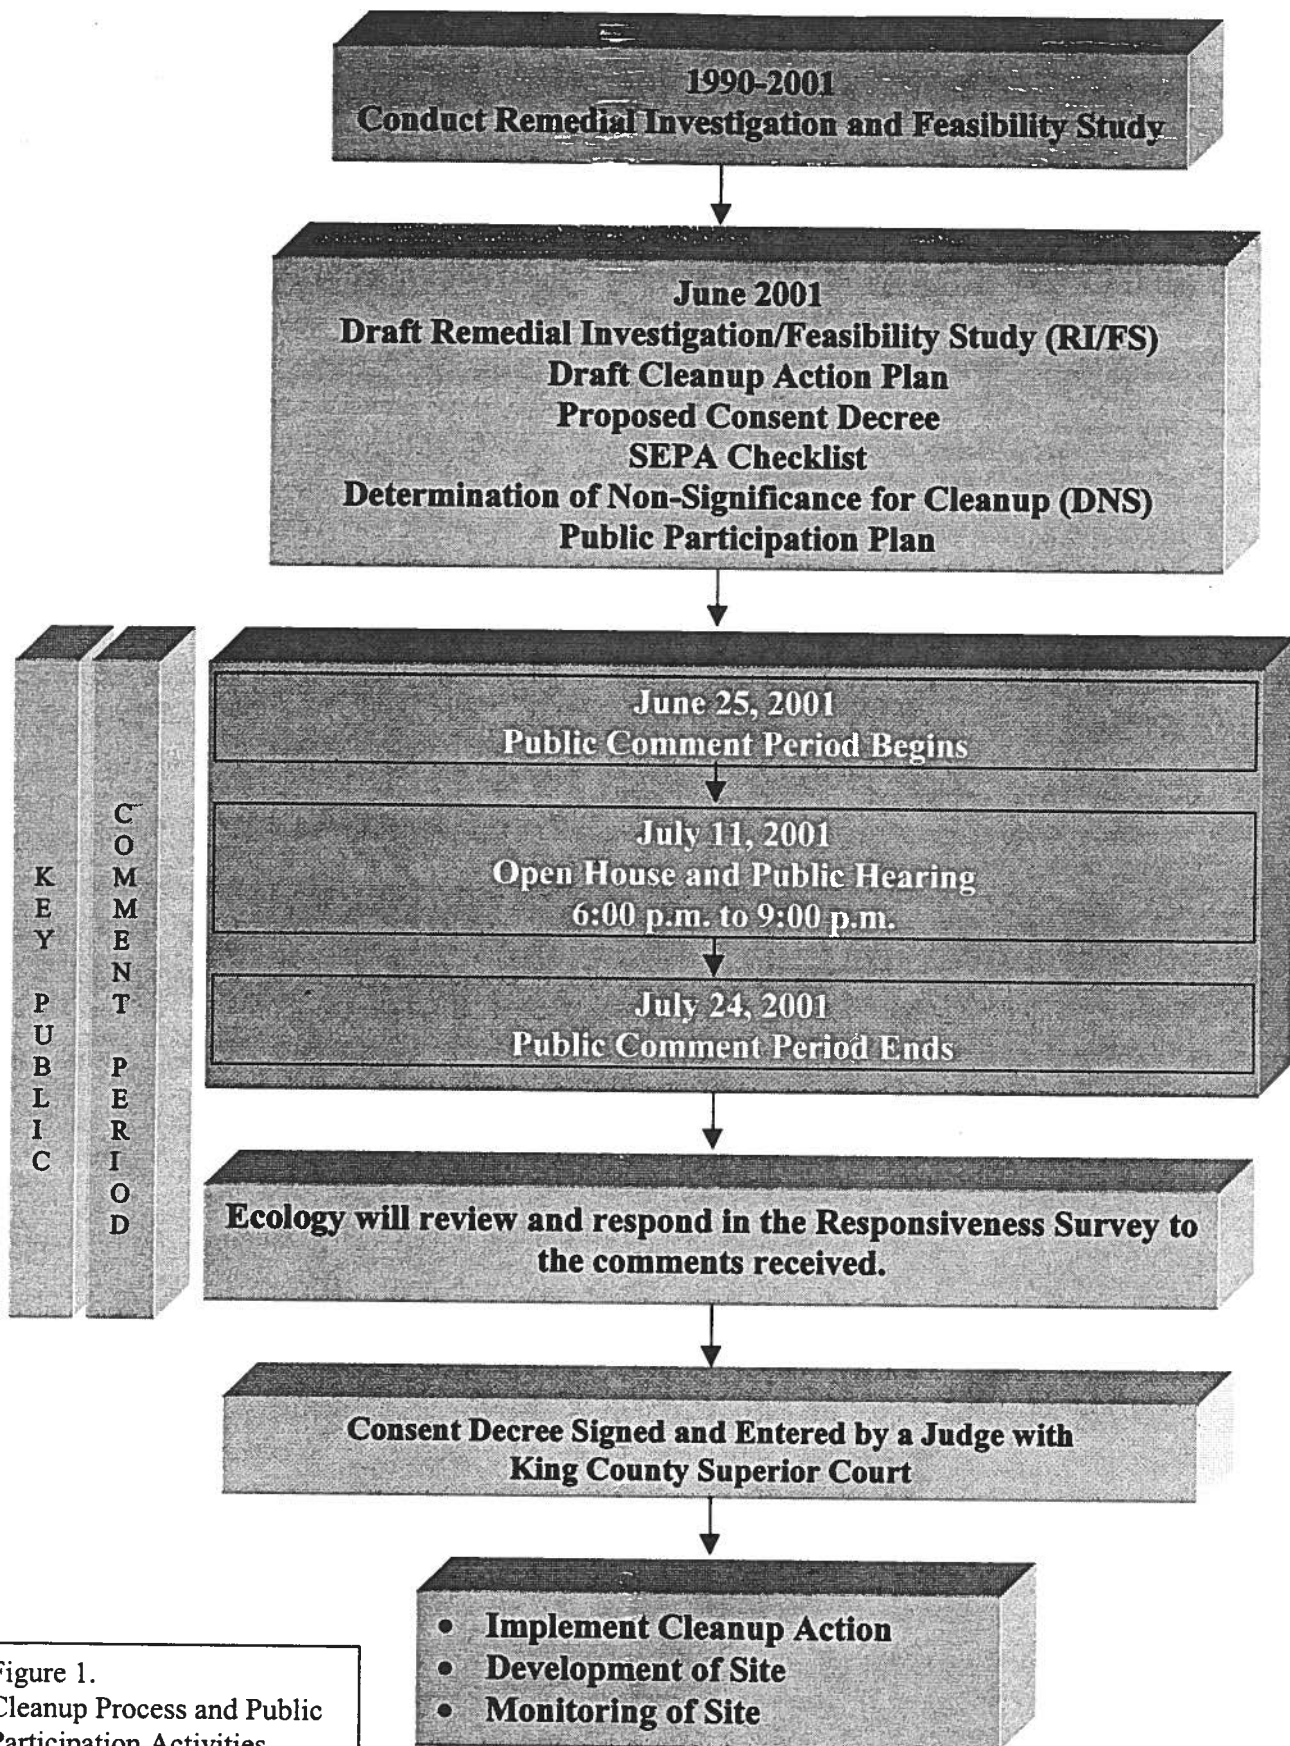 1990-2001
Conduct Remedial Investigation and Feasibility Study
June 2001
Draft Remedial Investigation/Feasibility Study (RI/FS)
Draft Cleanup Action Plan
Proposed Consent Decree
SEPA Checklist
Determination of Non-Significance for Cleanup (DNS)
Public Participation Plan
KEY PUBLIC
COMMENT PERIOD
June 25, 2001
Public Comment Period Begins
July 11, 2001
Open House and Public Hearing
6:00 p.m. to 9:00 p.m.
July 24, 2001
Public Comment Period Ends
Ecology will review and respond in the Responsiveness Survey to
the comments received.
Consent Decree Signed and Entered by a Judge with
King County Superior Court
• Implement Cleanup Action
• Development of Site
• Monitoring of Site
Figure 1.
Cleanup Process and Public
Participation Activities